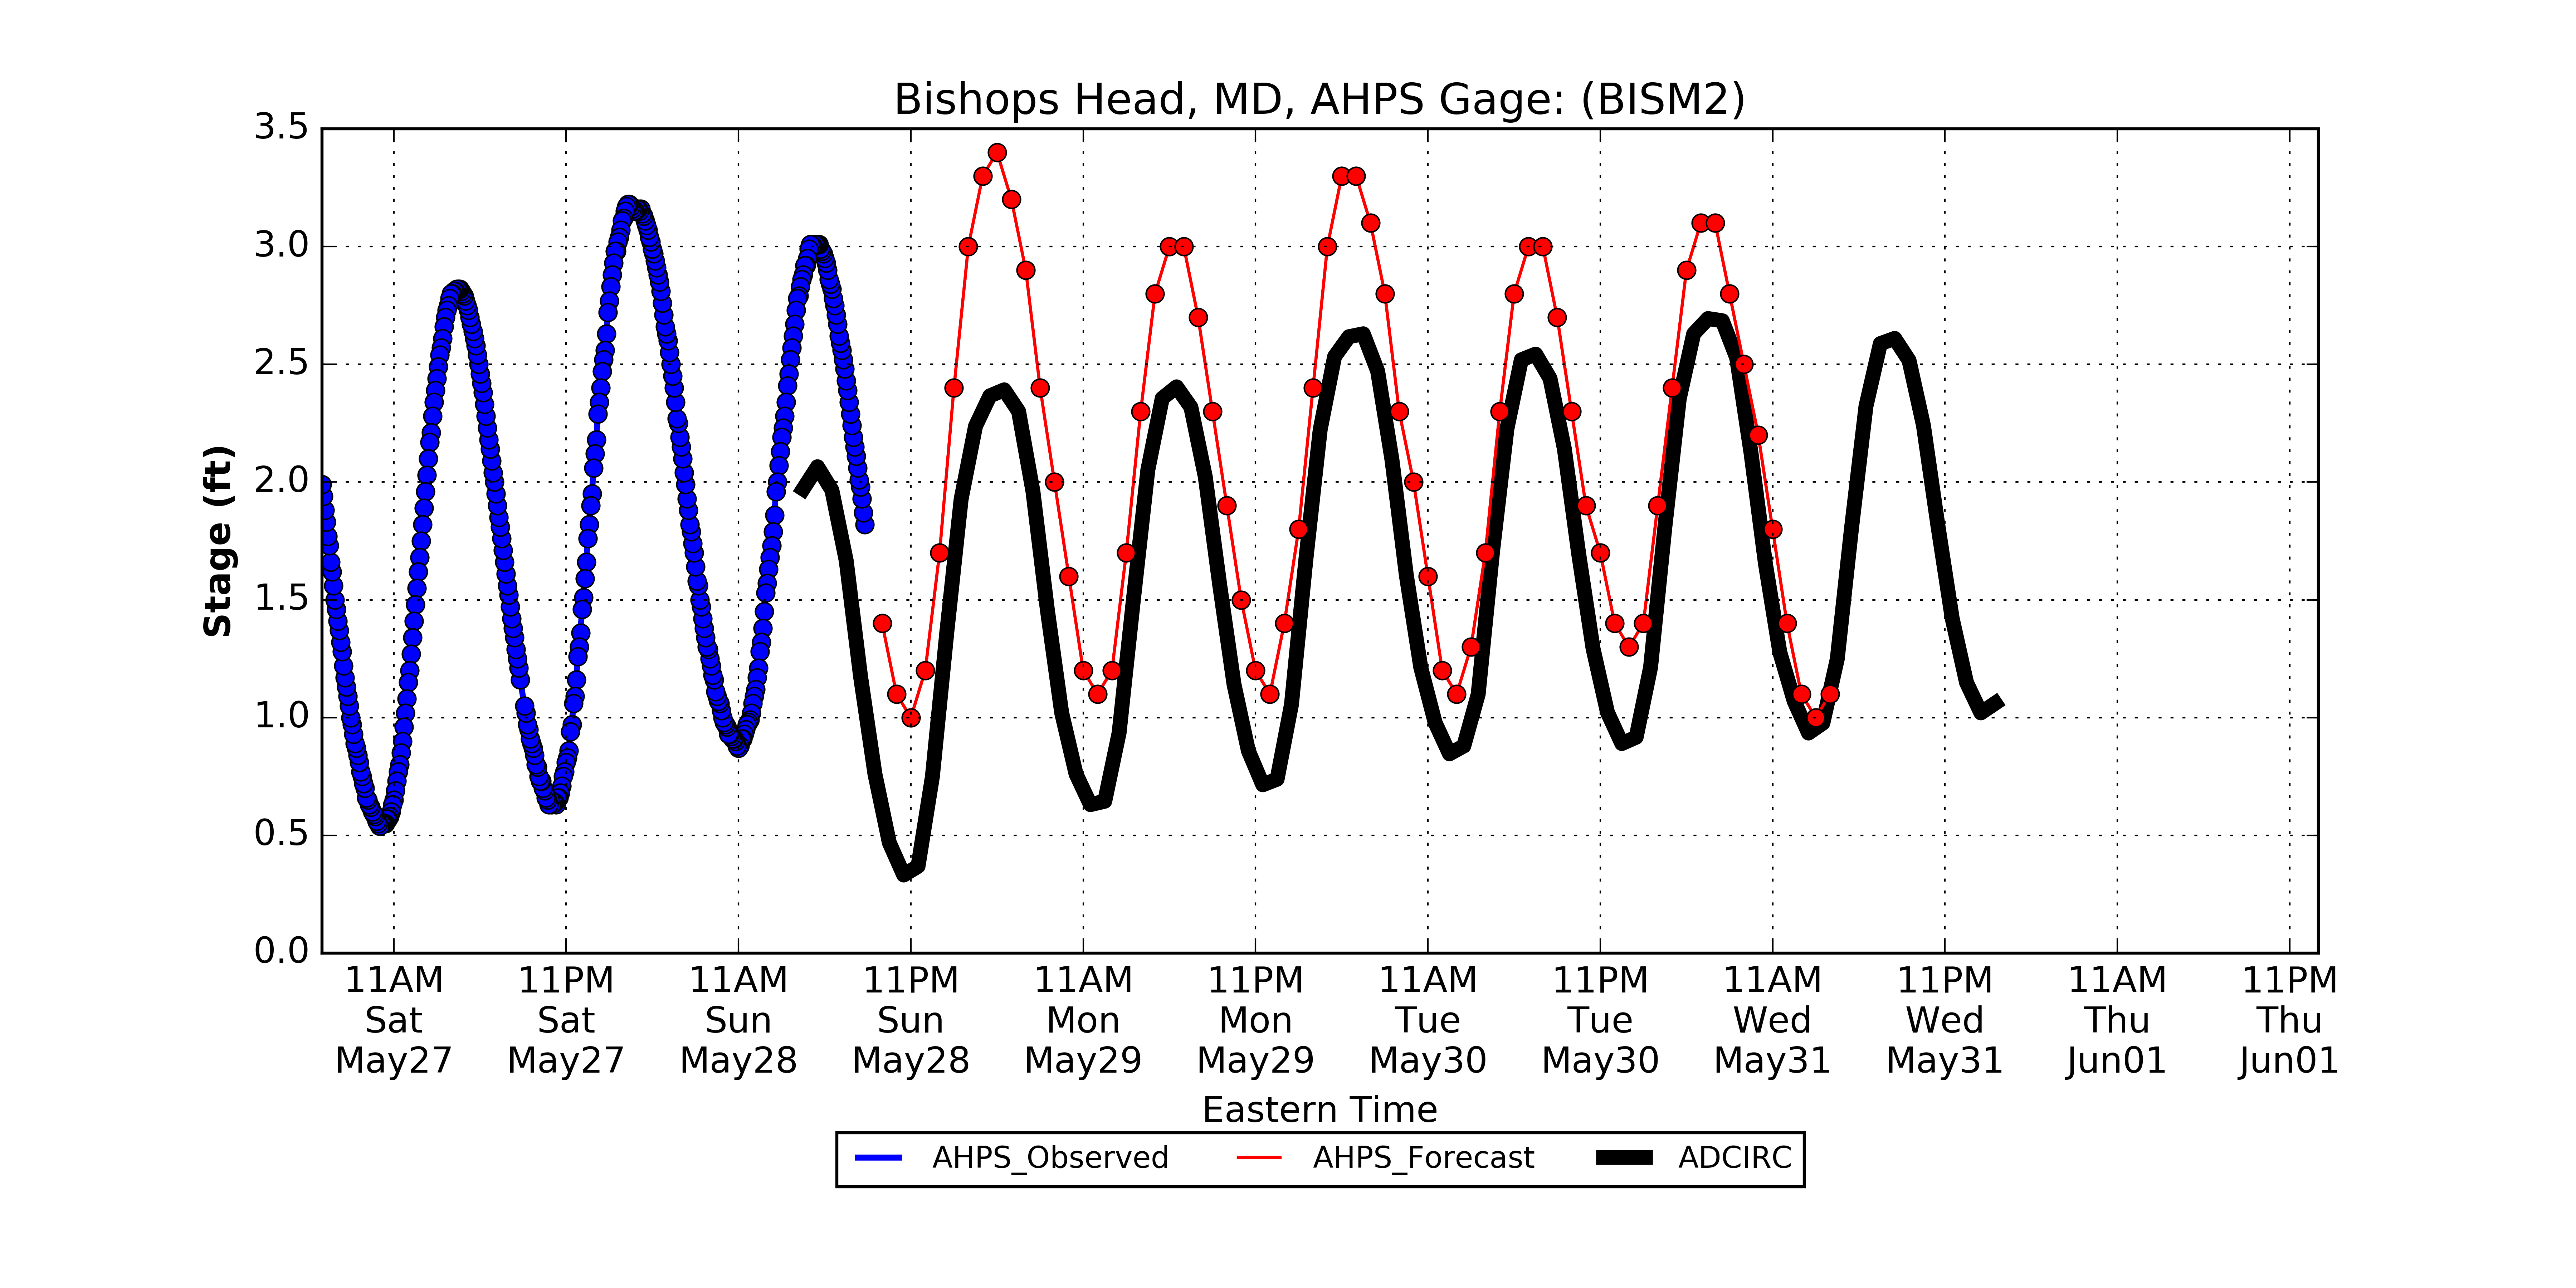 Bishops Head, MD, AHPS Gage: (BISM2)
3.5
3.0
2.5
2.0
1.5
1.0
0.5
0.0
Stage (ft)
11AM 11PM 11AM 11PM 11AM 11PM 11AM 11PM 11AM 11PM 11AM 11PM
Sat Sat Sun Sun Mon Mon Tue Tue Wed Wed Thu Thu
May27 May27 May28 May28 May29 May29 May30 May30 May31 May31 Jun01 Jun01
Eastern Time
AHPS_Observed AHPS_Forecast ADCIRC